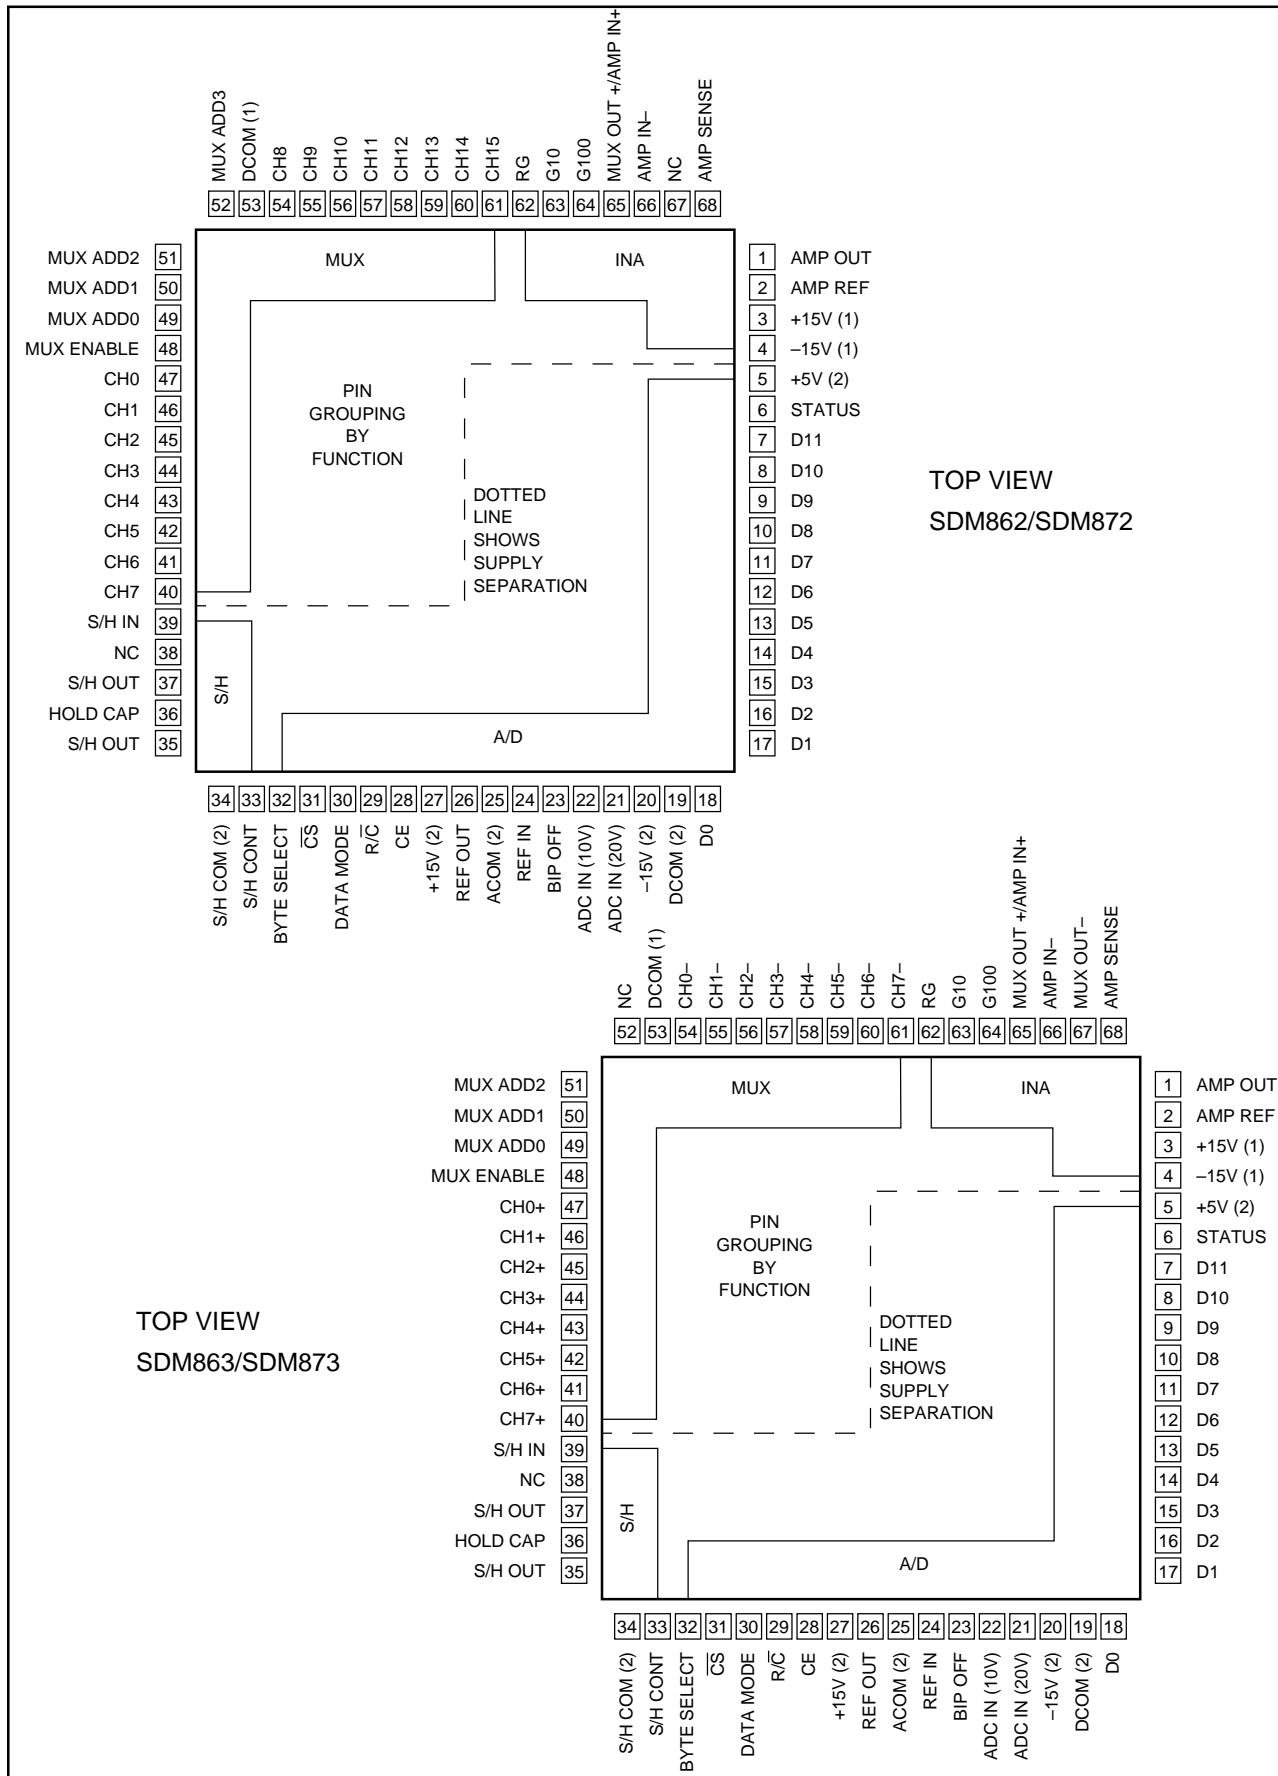 MUX ADD3
DCOM (1)
CH8
CH9
CH10
CH11
CH12
CH13
CH14
CH15
RG
G10
G100
MUX OUT +/AMP IN+
AMP IN–
NC
AMP SENSE
52 53 54 55 56 57 58 59 60 61 62 63 64 65 66 67 68
MUX INA
MUX ADD2 51
MUX ADD1 50
MUX ADD0 49
MUX ENABLE 48
CH0 47
CH1 46
CH2 45
CH3 44
CH4 43
CH5 42
CH6 41
CH7 40
S/H IN 39
NC 38
S/H OUT 37
HOLD CAP 36
S/H OUT 35
PIN
GROUPING
BY
FUNCTION
DOTTED
LINE
SHOWS
SUPPLY
SEPARATION
S/H
A/D
1 AMP OUT
2 AMP REF
3 +15V (1)
4 –15V (1)
5 +5V (2)
6 STATUS
7 D11
8 D10
9 D9
10 D8
11 D7
12 D6
13 D5
14 D4
15 D3
16 D2
17 D1
TOP VIEW
SDM862/SDM872
34 33 32 31 30 29 28 27 26 25 24 23 22 21 20 19 18
S/H COM (2)
S/H CONT
BYTE SELECT
C̅S̅
DATA MODE
R/C̅
CE
+15V (2)
REF OUT
ACOM (2)
REF IN
BIP OFF
ADC IN (10V)
ADC IN (20V)
–15V (2)
DCOM (2)
D0
NC
DCOM (1)
CH0–
CH1–
CH2–
CH3–
CH4–
CH5–
CH6–
CH7–
RG
G10
G100
MUX OUT +/AMP IN+
AMP IN–
MUX OUT–
AMP SENSE
52 53 54 55 56 57 58 59 60 61 62 63 64 65 66 67 68
MUX INA
MUX ADD2 51
MUX ADD1 50
MUX ADD0 49
MUX ENABLE 48
CH0+ 47
CH1+ 46
CH2+ 45
CH3+ 44
CH4+ 43
CH5+ 42
CH6+ 41
CH7+ 40
S/H IN 39
NC 38
S/H OUT 37
HOLD CAP 36
S/H OUT 35
PIN
GROUPING
BY
FUNCTION
DOTTED
LINE
SHOWS
SUPPLY
SEPARATION
S/H
A/D
1 AMP OUT
2 AMP REF
3 +15V (1)
4 –15V (1)
5 +5V (2)
6 STATUS
7 D11
8 D10
9 D9
10 D8
11 D7
12 D6
13 D5
14 D4
15 D3
16 D2
17 D1
TOP VIEW
SDM863/SDM873
34 33 32 31 30 29 28 27 26 25 24 23 22 21 20 19 18
S/H COM (2)
S/H CONT
BYTE SELECT
C̅S̅
DATA MODE
R/C̅
CE
+15V (2)
REF OUT
ACOM (2)
REF IN
BIP OFF
ADC IN (10V)
ADC IN (20V)
–15V (2)
DCOM (2)
D0